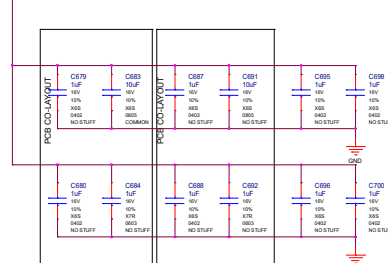 PCB CO-LAYOUT
C679
1uF
16V
10%
X6S
0402
NO STUFF
C683
10uF
16V
10%
X6S
0805
COMMON
PCB CO-LAYOUT
C687
1uF
16V
10%
X6S
0402
NO STUFF
C691
10uF
16V
10%
X6S
0805
NO STUFF
C695
1uF
16V
10%
X6S
0402
NO STUFF
C698
1uF
16V
10%
X6S
0402
NO STU
GND
C680
1uF
16V
10%
X6S
0402
NO STUFF
C684
1uF
16V
10%
X7R
0603
NO STUFF
C688
1uF
16V
10%
X6S
0402
NO STUFF
C692
1uF
16V
10%
X7R
0603
NO STUFF
C696
1uF
16V
10%
X6S
0402
NO STUFF
C700
1uF
16V
10%
X6S
0402
NO STU